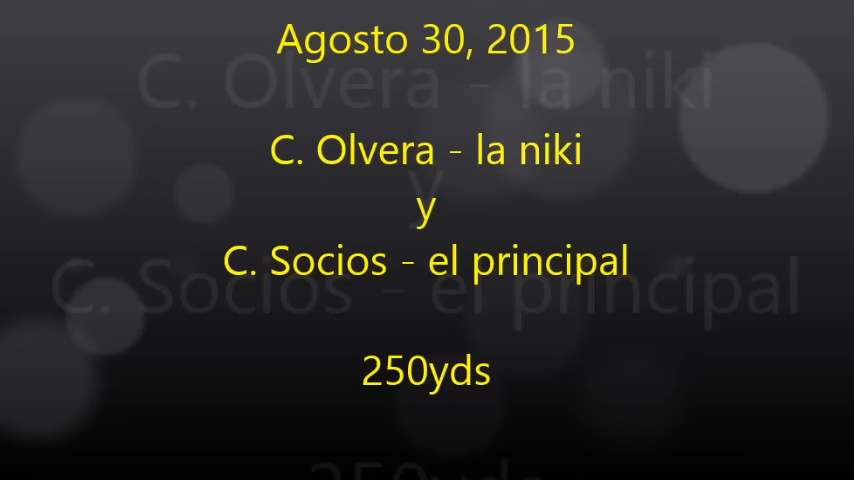 Agosto 30, 2015
C. Olvera - la niki
y
C. Socios - el principal
250yds